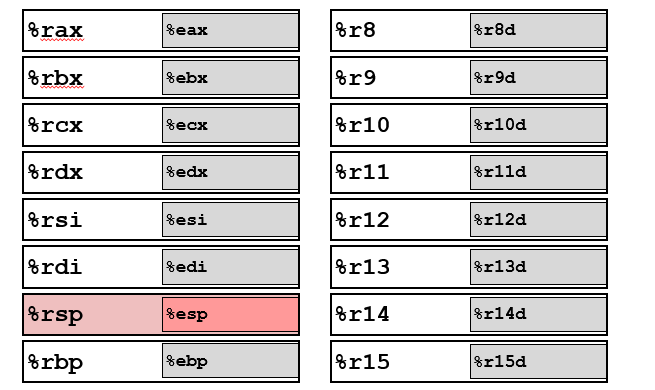 %rax %eax %r8 %r8d
%rbx %ebx %r9 %r9d
%rcx %ecx %r10 %r10d
%rdx %edx %r11 %r11d
%rsi %esi %r12 %r12d
%rdi %edi %r13 %r13d
%rsp %esp %r14 %r14d
%rbp %ebp %r15 %r15d